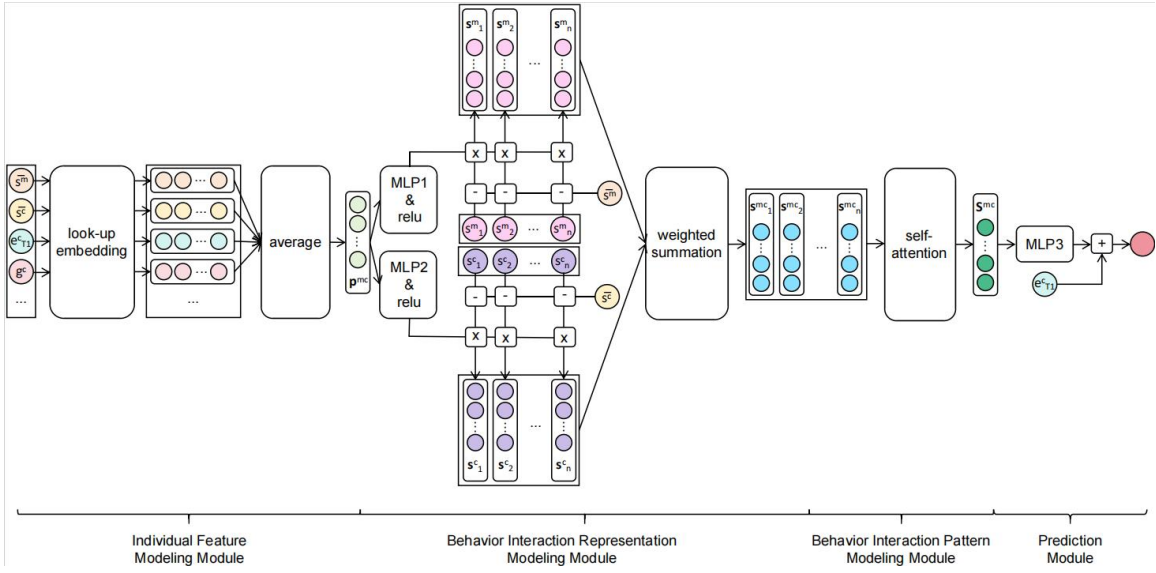 s̄ᵐ
s̄ᶜ
eᶜT1
gᶜ
...
look-up
embedding
...
...
...
...
...
average
pᵐᶜ
MLP1
&
relu
MLP2
&
relu
sᵐ₁ sᵐ₂ sᵐₙ
...
x x x
- - - s̄ᵐ
sᵐ₁ sᵐ₂ ... sᵐₙ
sᶜ₁ sᶜ₂ ... sᶜₙ
- - - s̄ᶜ
x x x
...
sᶜ₁ sᶜ₂ sᶜₙ
weighted
summation
sᵐᶜ₁ sᵐᶜ₂ sᵐᶜₙ
...
self-
attention
Sᵐᶜ
MLP3
+
eᶜT1
Individual Feature
Modeling Module
Behavior Interaction Representation
Modeling Module
Behavior Interaction Pattern
Modeling Module
Prediction
Module